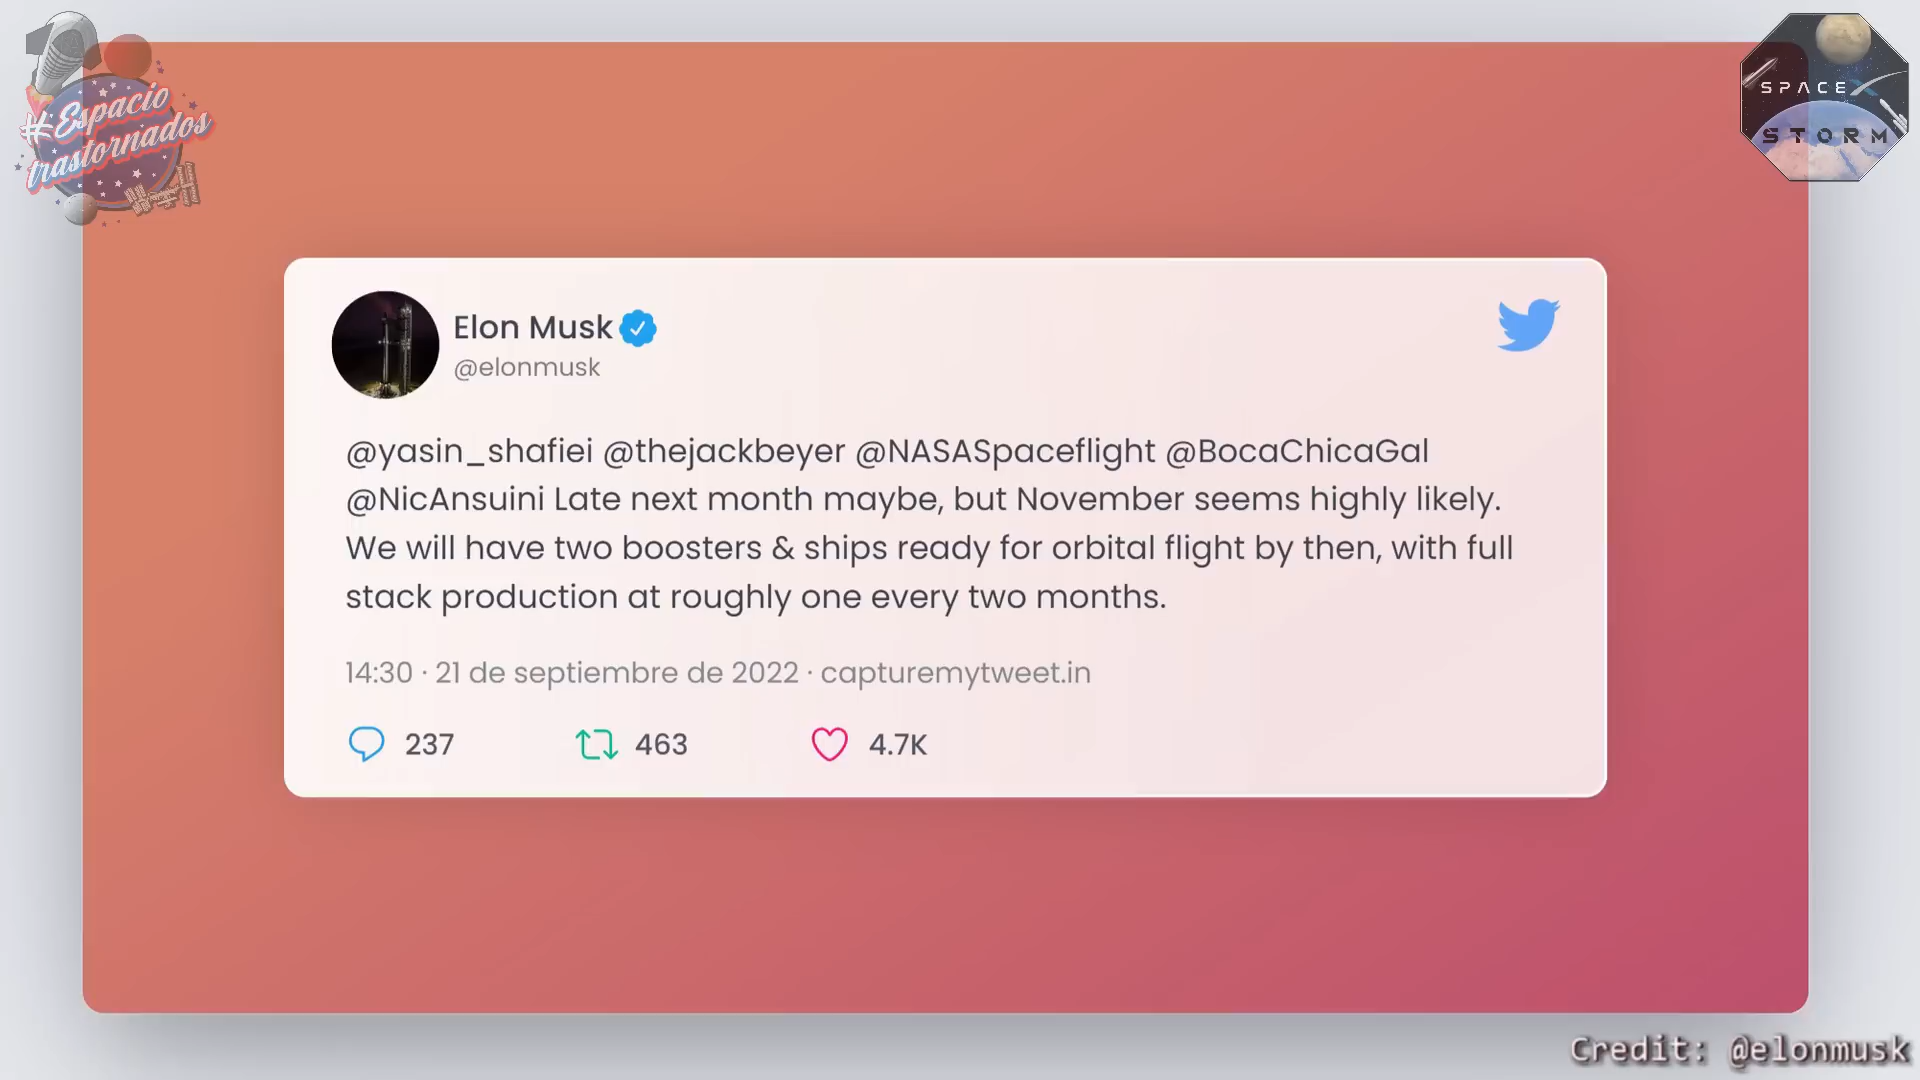 #Espacio
trastornados
SPACEX
STORM
Elon Musk
@elonmusk
@yasin_shafiei @thejackbeyer @NASASpaceflight @BocaChicaGal
@NicAnsuini Late next month maybe, but November seems highly likely.
We will have two boosters & ships ready for orbital flight by then, with full
stack production at roughly one every two months.
14:30 · 21 de septiembre de 2022 · capturemytweet.in
237 463 4.7K
Credit: @elonmusk